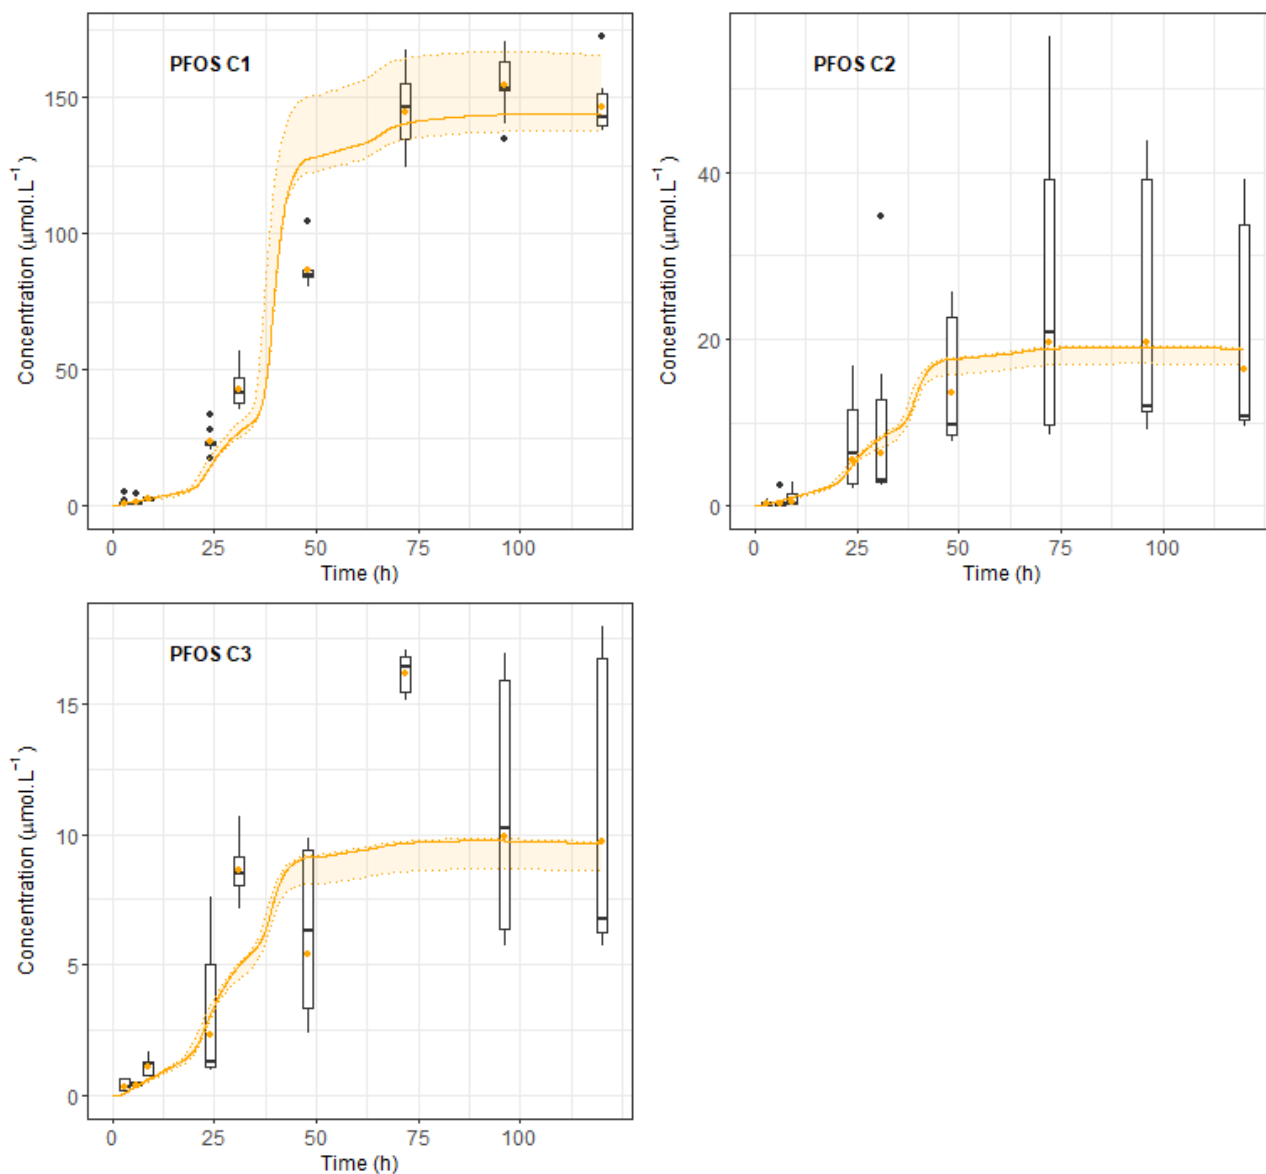 PFOS C1
150
100
50
0
Concentration (μmol.L⁻¹)
0 25 50 75 100
Time (h)
PFOS C2
40
20
0
Concentration (μmol.L⁻¹)
0 25 50 75 100
Time (h)
PFOS C3
15
10
5
0
Concentration (μmol.L⁻¹)
0 25 50 75 100
Time (h)